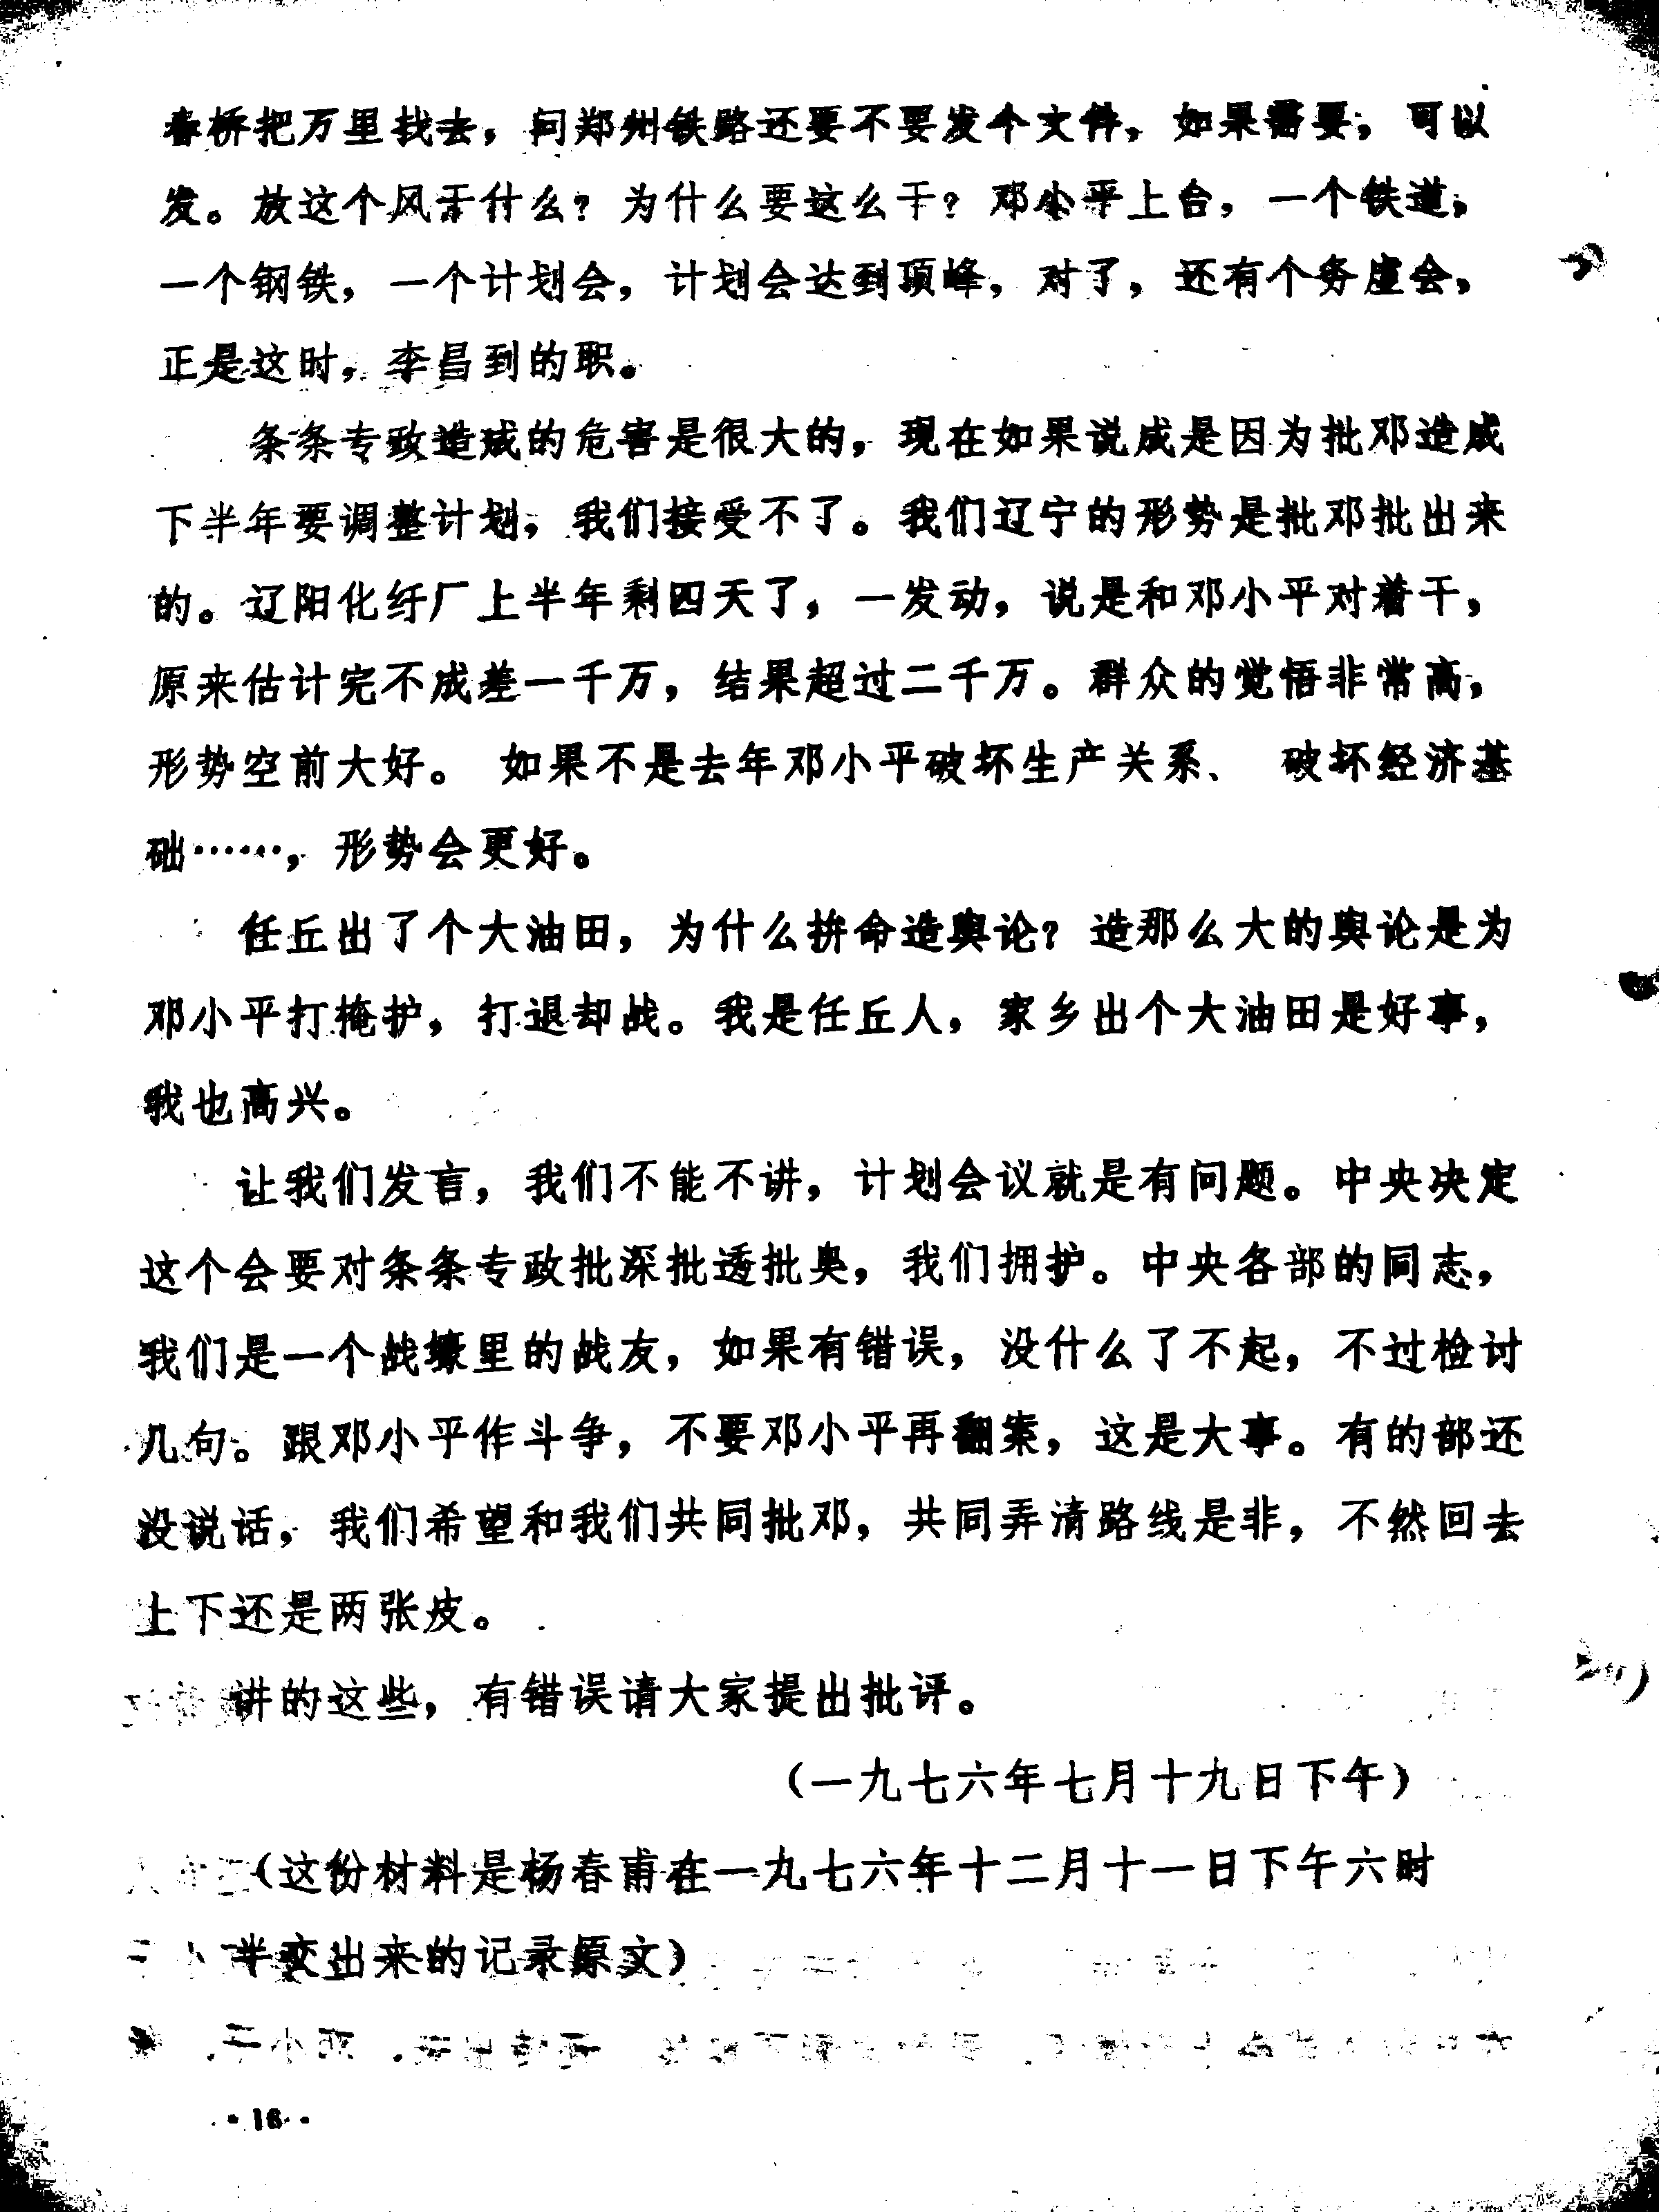 春桥把万里找去，问郑州铁路还要不要发个文件，如果需要，可以
发。放这个风干什么？为什么要这么干？邓小平上台，一个铁道，
一个钢铁，一个计划会，计划会达到顶峰，对了，还有个务虚会，
正是这时，李昌到的职。
条条专政造成的危害是很大的，现在如果说成是因为批邓造成
下半年要调整计划，我们接受不了。我们辽宁的形势是批邓批出来
的。辽阳化纤厂上半年剩四天了，一发动，说是和邓小平对着干，
原来估计完不成差一千万，结果超过二千万。群众的觉悟非常高，
形势空前大好。如果不是去年邓小平破坏生产关系、破坏经济基
础……，形势会更好。
任丘出了个大油田，为什么拚命造舆论？造那么大的舆论是为
邓小平打掩护，打退却战。我是任丘人，家乡出个大油田是好事，
我也高兴。
让我们发言，我们不能不讲，计划会议就是有问题。中央决定
这个会要对条条专政批深批透批臭，我们拥护。中央各部的同志，
我们是一个战壕里的战友，如果有错误，没什么了不起，不过检讨
几句。跟邓小平作斗争，不要邓小平再翻案，这是大事。有的部还
没说话，我们希望和我们共同批邓，共同弄清路线是非，不然回去
上下还是两张皮。
讲的这些，有错误请大家提出批评。
（一九七六年七月十九日下午）
（这份材料是杨春甫在一九七六年十二月十一日下午六时
半交出来的记录原文）
·16·